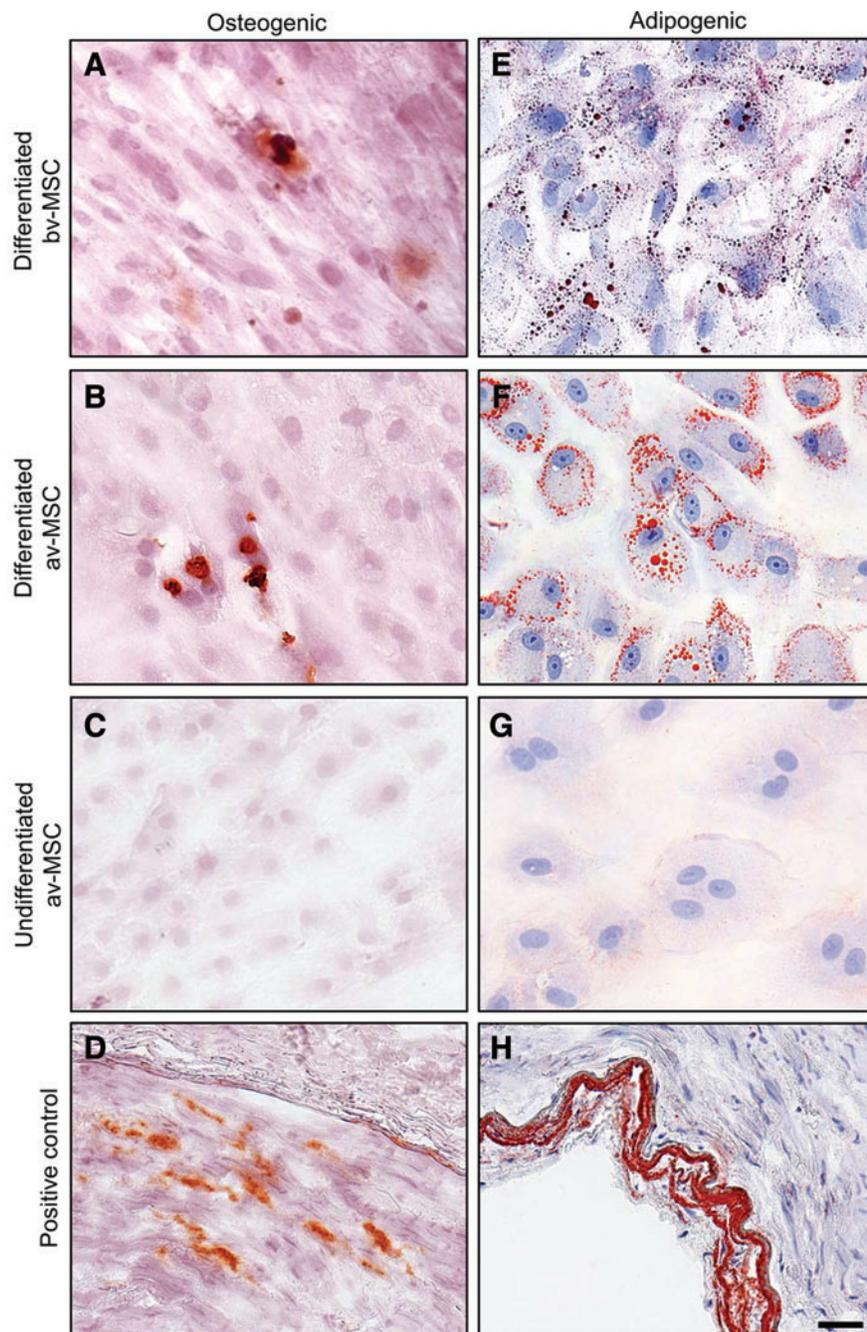 Osteogenic
Adipogenic
Differentiated
bv-MSC
A
E
Differentiated
av-MSC
B
F
Undifferentiated
av-MSC
C
G
Positive control
D
H